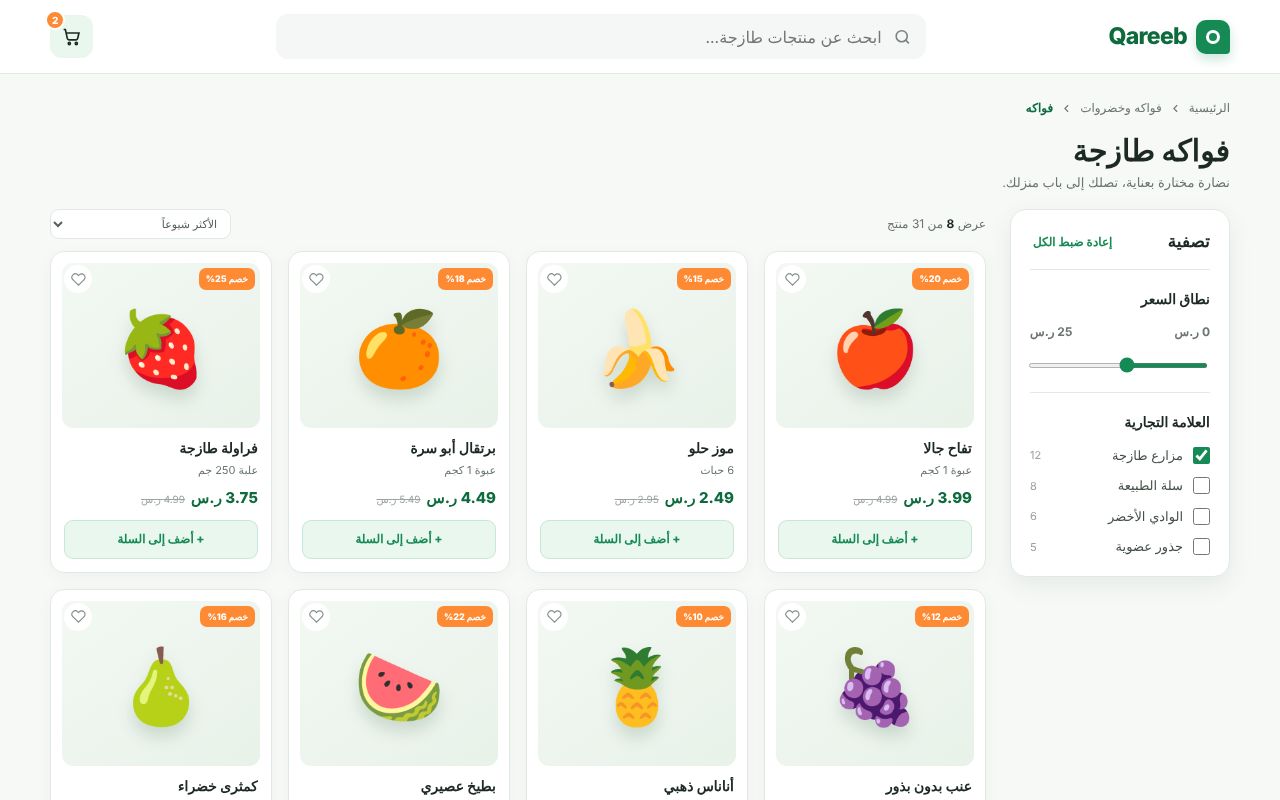 Qareeb
ابحث عن منتجات طازجة...
2
الرئيسية
فواكه وخضروات
فواكه
فواكه طازجة
نضارة مختارة بعناية، تصلك إلى باب منزلك.
تصفية
إعادة ضبط الكل
نطاق السعر
0 ر.س
25 ر.س
العلامة التجارية
مزارع طازجة 12
سلة الطبيعة 8
الوادي الأخضر 6
جذور عضوية 5
عرض 8 من 31 منتج
الأكثر شيوعاً
خصم 20%
تفاح جالا
عبوة 1 كجم
3.99 ر.س 4.99 ر.س
+ أضف إلى السلة
خصم 15%
موز حلو
6 حبات
2.49 ر.س 2.95 ر.س
+ أضف إلى السلة
خصم 18%
برتقال أبو سرة
عبوة 1 كجم
4.49 ر.س 5.49 ر.س
+ أضف إلى السلة
خصم 25%
فراولة طازجة
علبة 250 جم
3.75 ر.س 4.99 ر.س
+ أضف إلى السلة
خصم 12%
عنب بدون بذور
خصم 10%
أناناس ذهبي
خصم 22%
بطيخ عصيري
خصم 16%
كمثرى خضراء